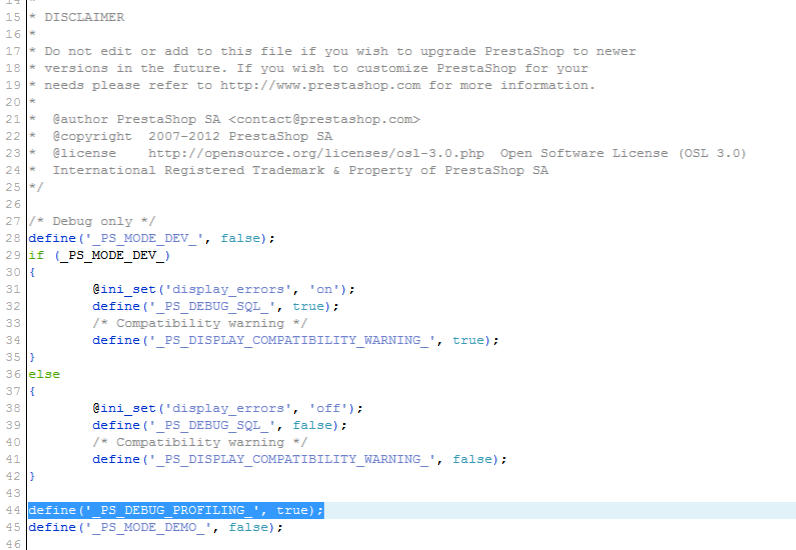 15 * DISCLAIMER
16 *
17 * Do not edit or add to this file if you wish to upgrade PrestaShop to newer
18 * versions in the future. If you wish to customize PrestaShop for your
19 * needs please refer to http://www.prestashop.com for more information.
20 *
21 *  @author PrestaShop SA <contact@prestashop.com>
22 *  @copyright  2007-2012 PrestaShop SA
23 *  @license    http://opensource.org/licenses/osl-3.0.php  Open Software License (OSL 3.0)
24 *  International Registered Trademark & Property of PrestaShop SA
25 */
26
27 /* Debug only */
28 define('_PS_MODE_DEV_', false);
29 if (_PS_MODE_DEV_)
30 {
31         @ini_set('display_errors', 'on');
32         define('_PS_DEBUG_SQL_', true);
33         /* Compatibility warning */
34         define('_PS_DISPLAY_COMPATIBILITY_WARNING_', true);
35 }
36 else
37 {
38         @ini_set('display_errors', 'off');
39         define('_PS_DEBUG_SQL_', false);
40         /* Compatibility warning */
41         define('_PS_DISPLAY_COMPATIBILITY_WARNING_', false);
42 }
43
44 define('_PS_DEBUG_PROFILING_', true);
45 define('_PS_MODE_DEMO_', false);
46